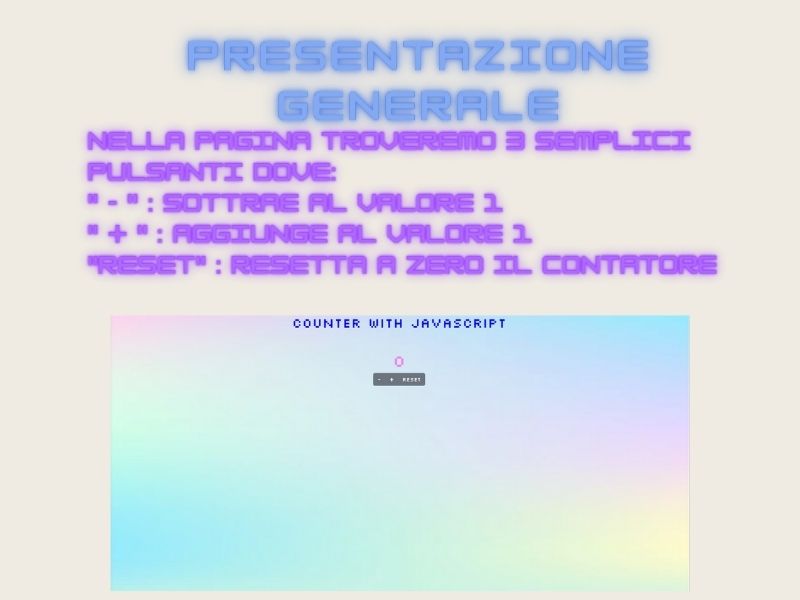 PRESENTAZIONE
GENERALE
NELLA PAGINA TROVEREMO 3 SEMPLICI
PULSANTI DOVE:
" - " : SOTTRAE AL VALORE 1
" + " : AGGIUNGE AL VALORE 1
"RESET" : RESETTA A ZERO IL CONTATORE
COUNTER WITH JAVASCRIPT
0
- + RESET